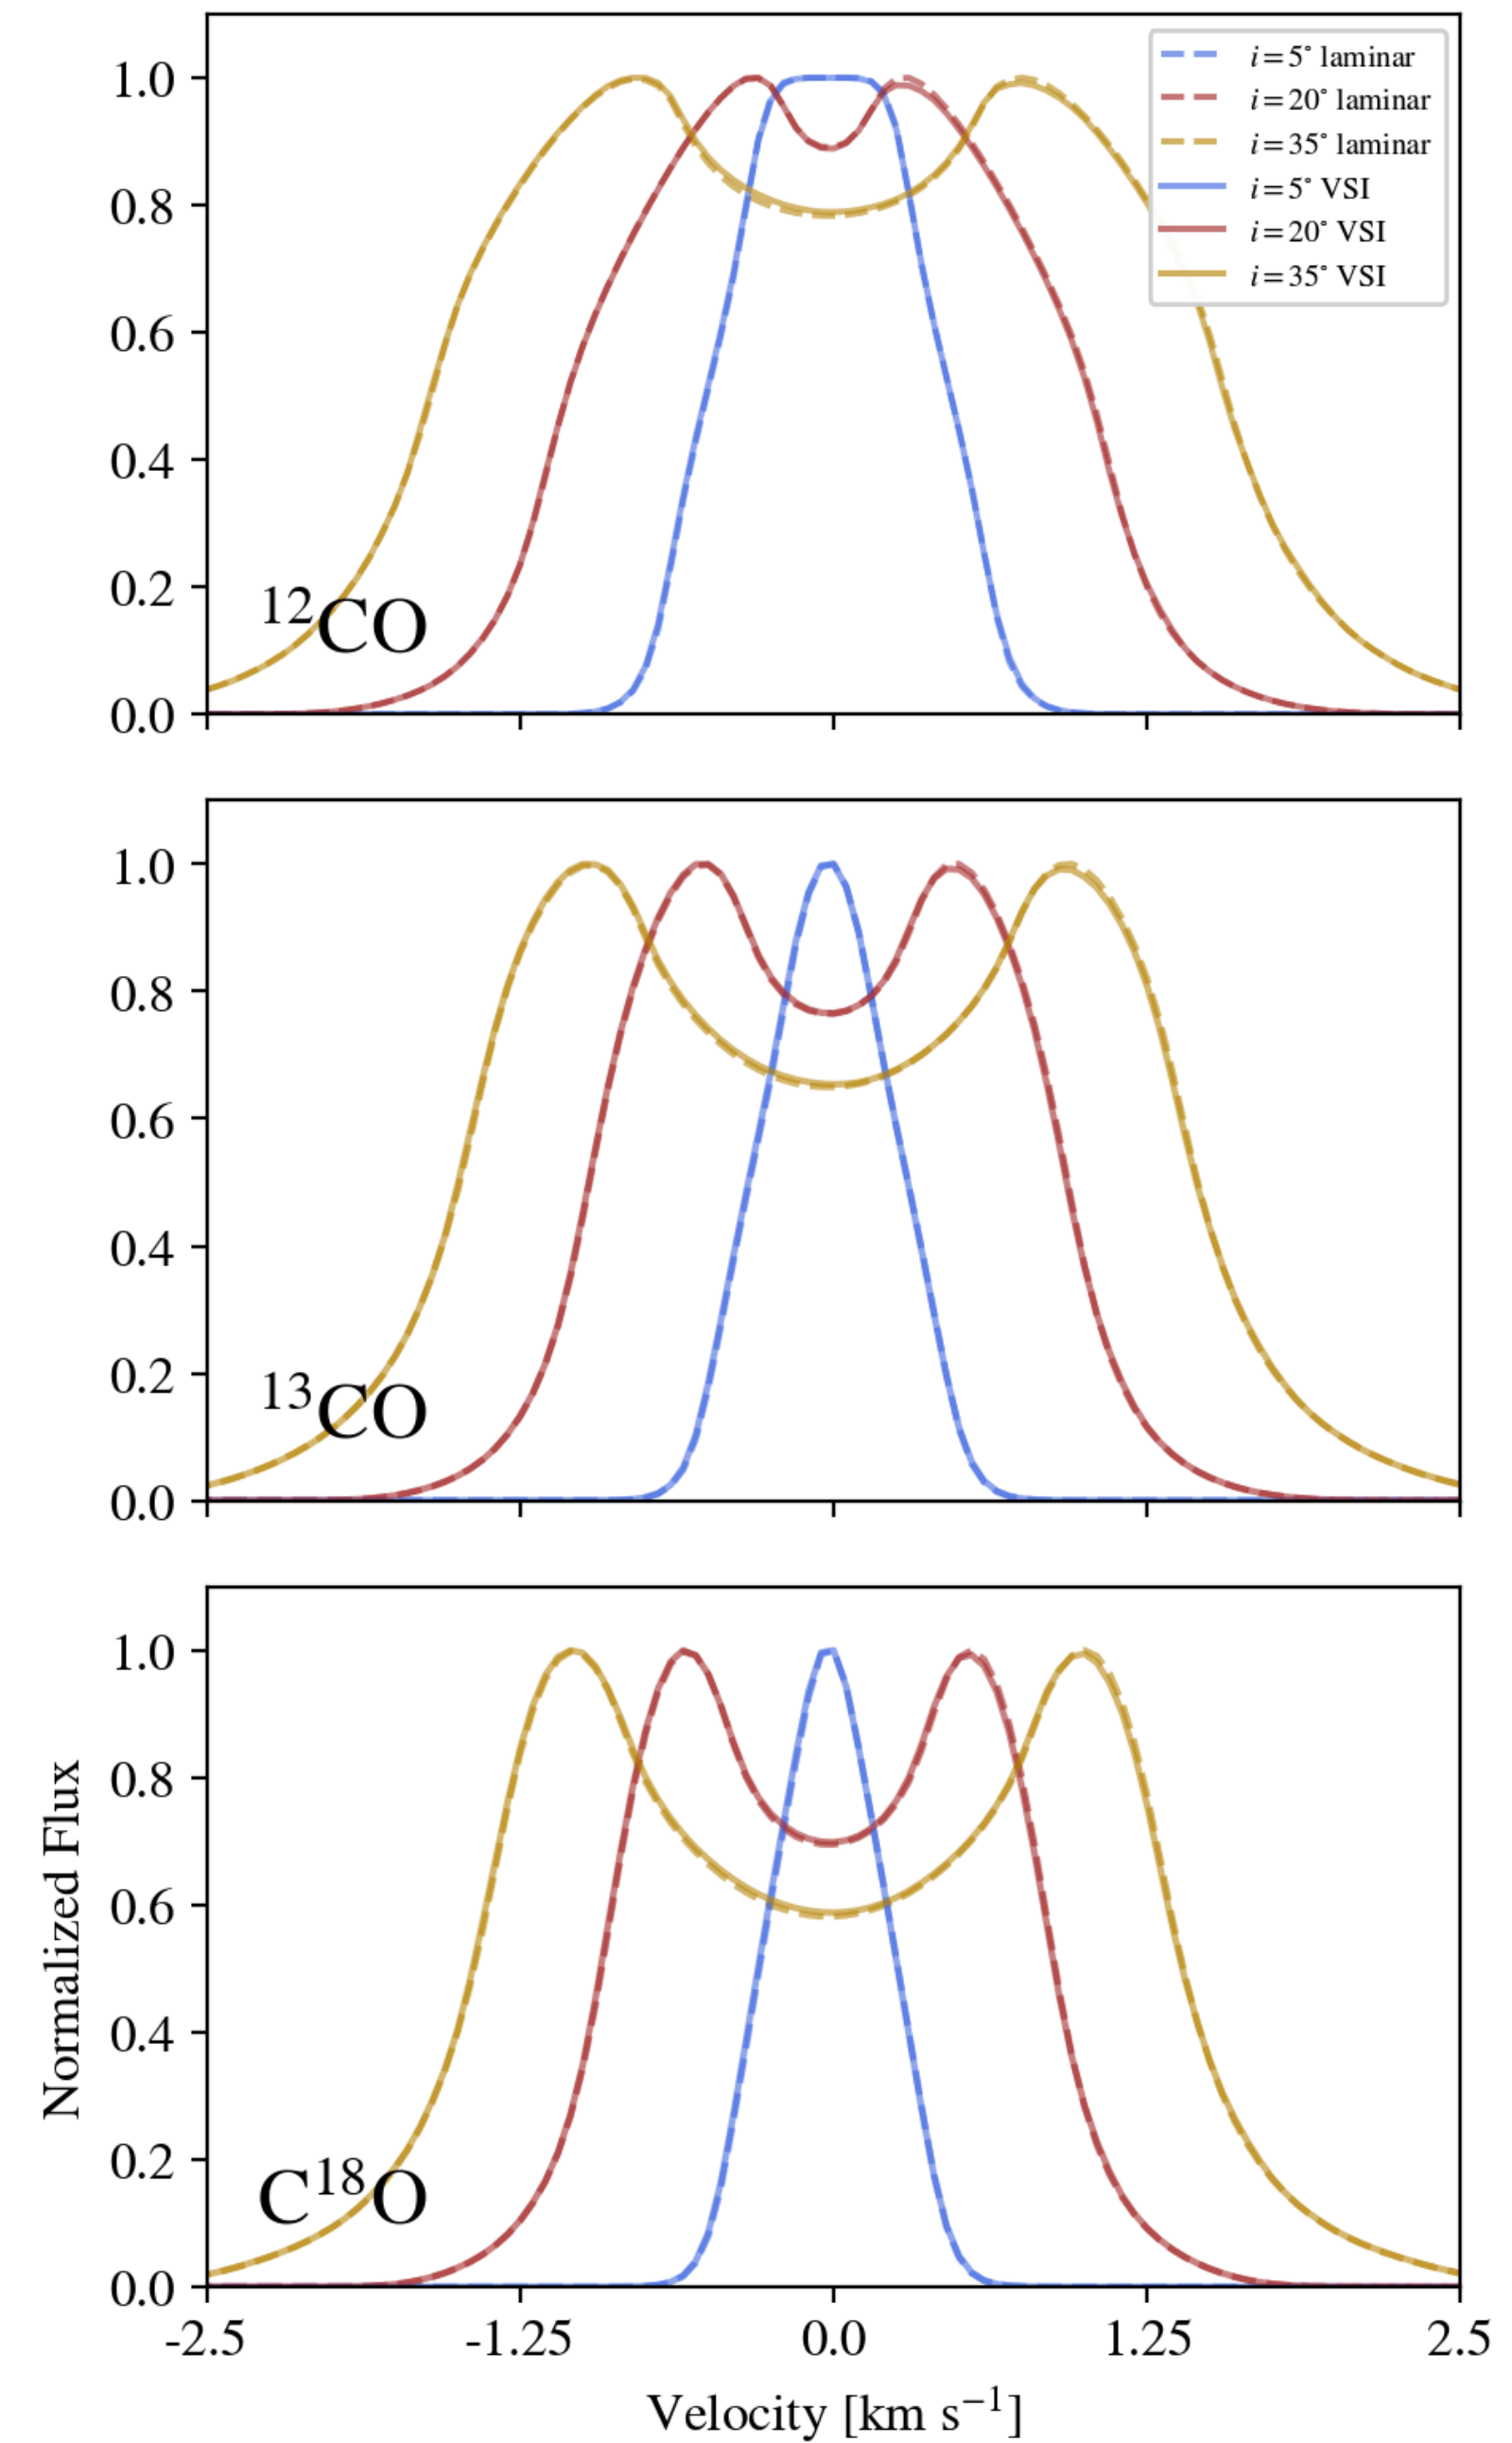 1.0
0.8
0.6
0.4
0.2
0.0
i = 5° laminar
i = 20° laminar
i = 35° laminar
i = 5° VSI
i = 20° VSI
i = 35° VSI
¹²CO
1.0
0.8
0.6
0.4
0.2
0.0
¹³CO
1.0
0.8
0.6
0.4
0.2
0.0
Normalized Flux
C¹⁸O
-2.5 -1.25 0.0 1.25 2.5
Velocity [km s⁻¹]